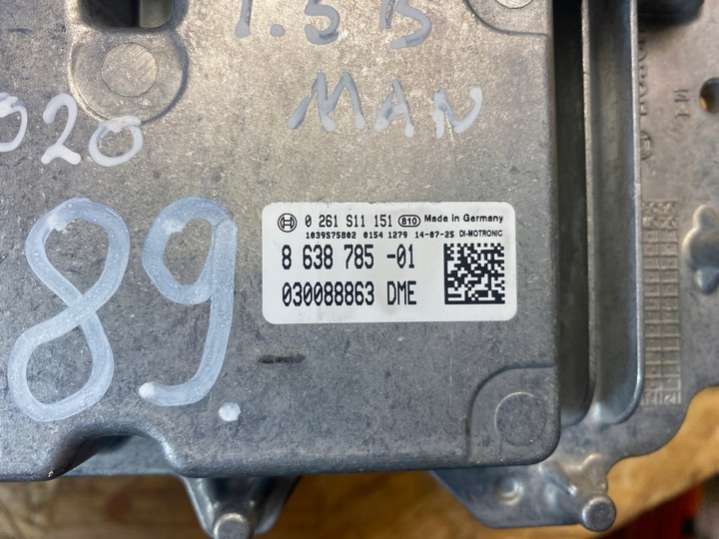 1.5 B
MAN
020
89.
0 261 S11 151 810 Made in Germany
1039S75802 0154 1279 14-07-25 DI-MOTRONIC
8 638 785 -01
030088863 DME